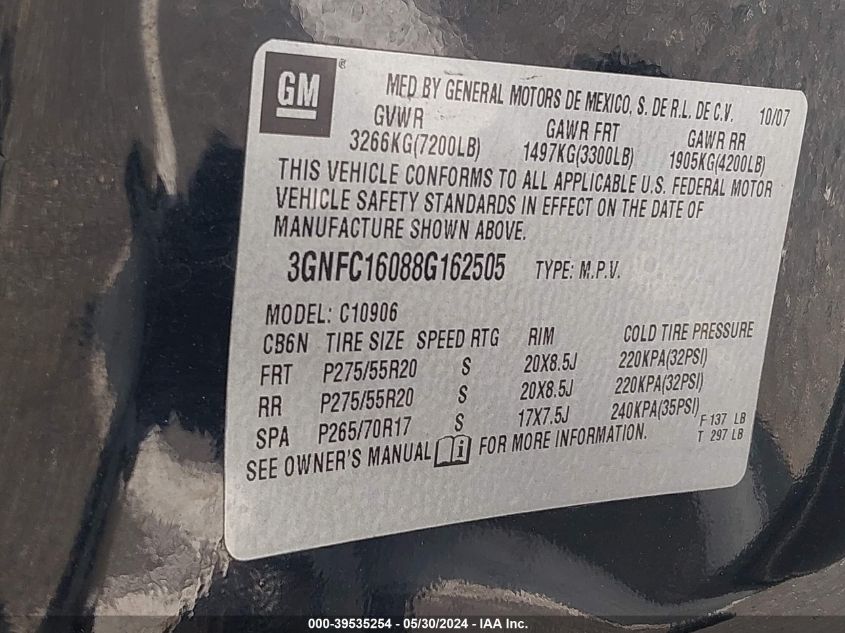 GM ® MFD BY GENERAL MOTORS DE MEXICO, S. DE R.L. DE C.V. 10/07
GVWR GAWR FRT GAWR RR
3266KG(7200LB) 1497KG(3300LB) 1905KG(4200LB)
THIS VEHICLE CONFORMS TO ALL APPLICABLE U.S. FEDERAL MOTOR
VEHICLE SAFETY STANDARDS IN EFFECT ON THE DATE OF
MANUFACTURE SHOWN ABOVE.
3GNFC16088G162505 TYPE: M.P.V.
MODEL: C10906
CB6N TIRE SIZE SPEED RTG RIM COLD TIRE PRESSURE
FRT P275/55R20 S 20X8.5J 220KPA(32PSI)
RR P275/55R20 S 20X8.5J 220KPA(32PSI)
SPA P265/70R17 S 17X7.5J 240KPA(35PSI)
F 137 LB
T 297 LB
SEE OWNER'S MANUAL i FOR MORE INFORMATION.
000-39535254 — 05/30/2024 — IAA Inc.